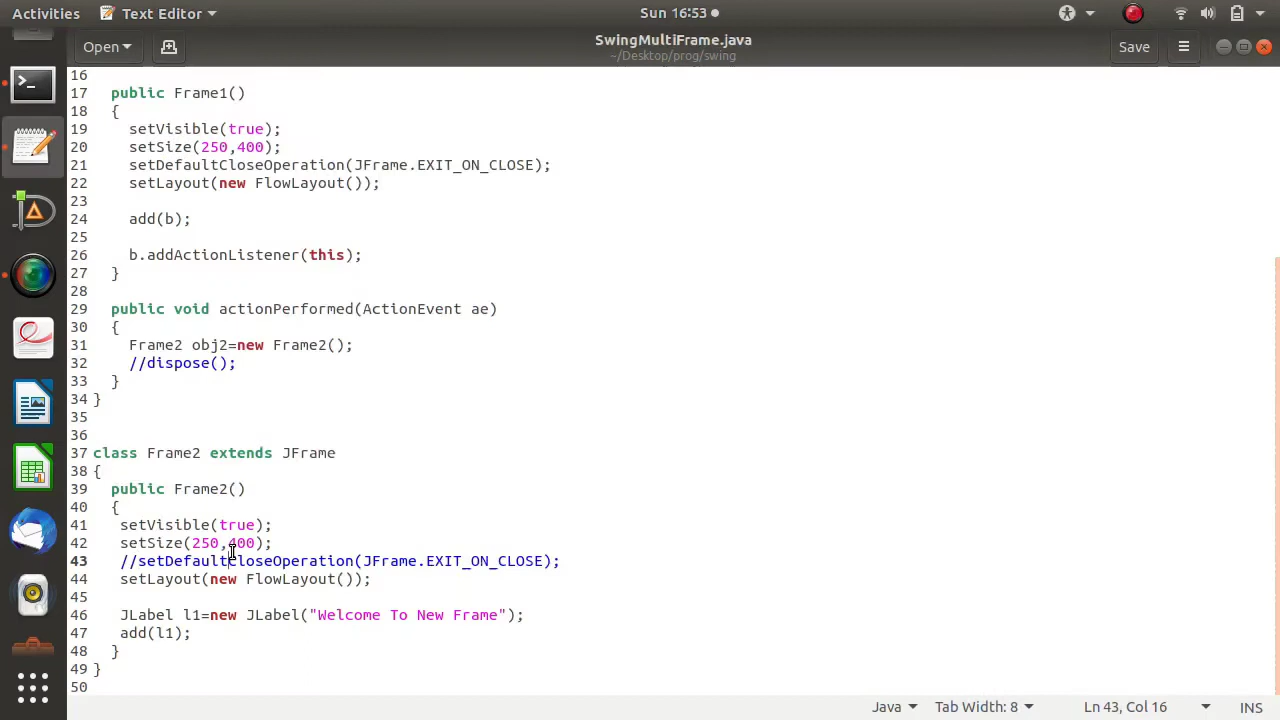 Activities Text Editor Sun 16:53
Open SwingMultiFrame.java Save
~/Desktop/prog/swing
16
17 public Frame1()
18 {
19 setVisible(true);
20 setSize(250,400);
21 setDefaultCloseOperation(JFrame.EXIT_ON_CLOSE);
22 setLayout(new FlowLayout());
23
24 add(b);
25
26 b.addActionListener(this);
27 }
28
29 public void actionPerformed(ActionEvent ae)
30 {
31 Frame2 obj2=new Frame2();
32 //dispose();
33 }
34 }
35
36
37 class Frame2 extends JFrame
38 {
39 public Frame2()
40 {
41 setVisible(true);
42 setSize(250,400);
43 //setDefaultCloseOperation(JFrame.EXIT_ON_CLOSE);
44 setLayout(new FlowLayout());
45
46 JLabel l1=new JLabel("Welcome To New Frame");
47 add(l1);
48 }
49 }
50
Java Tab Width: 8 Ln 43, Col 16 INS